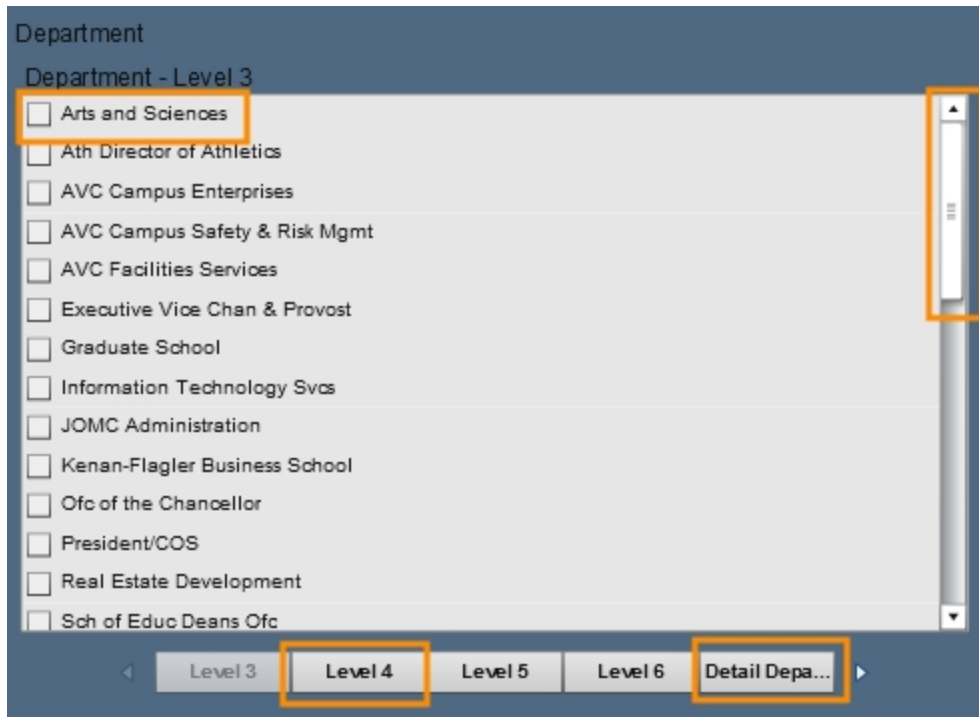 Department
Department - Level 3
Arts and Sciences
Ath Director of Athletics
AVC Campus Enterprises
AVC Campus Safety & Risk Mgmt
AVC Facilities Services
Executive Vice Chan & Provost
Graduate School
Information Technology Svcs
JOMC Administration
Kenan-Flagler Business School
Ofc of the Chancellor
President/COS
Real Estate Development
Sch of Educ Deans Ofc
Level 3 Level 4 Level 5 Level 6 Detail Depa...